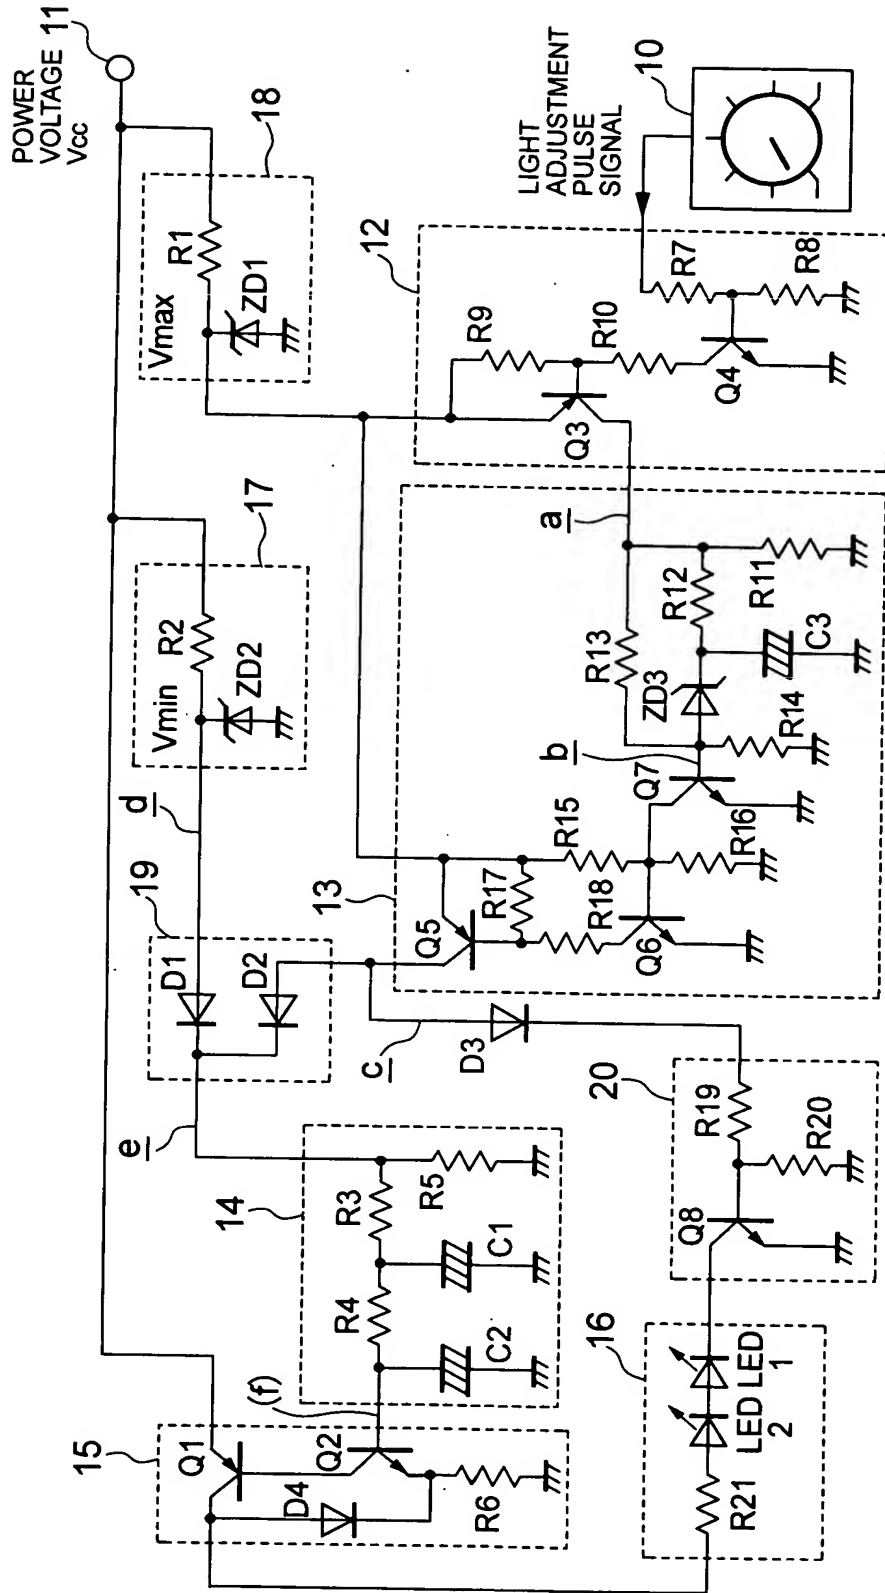 POWER
VOLTAGE 11
Vcc
18
R1
Vmax
ZD1
17
R2
Vmin
ZD2
d
19
D1
D2
e
c
D3
14
R3
R5
C1
R4
C2
(f)
15
Q1
Q2
D4
R6
LIGHT
ADJUSTMENT
PULSE
SIGNAL
10
12
R7
R8
R9
R10
Q4
Q3
a
13
R13
R12
R11
ZD3
C3
R14
b
Q7
R15
R16
R17
R18
Q5
Q6
20
R19
R20
Q8
16
LED LED
2 1
R21